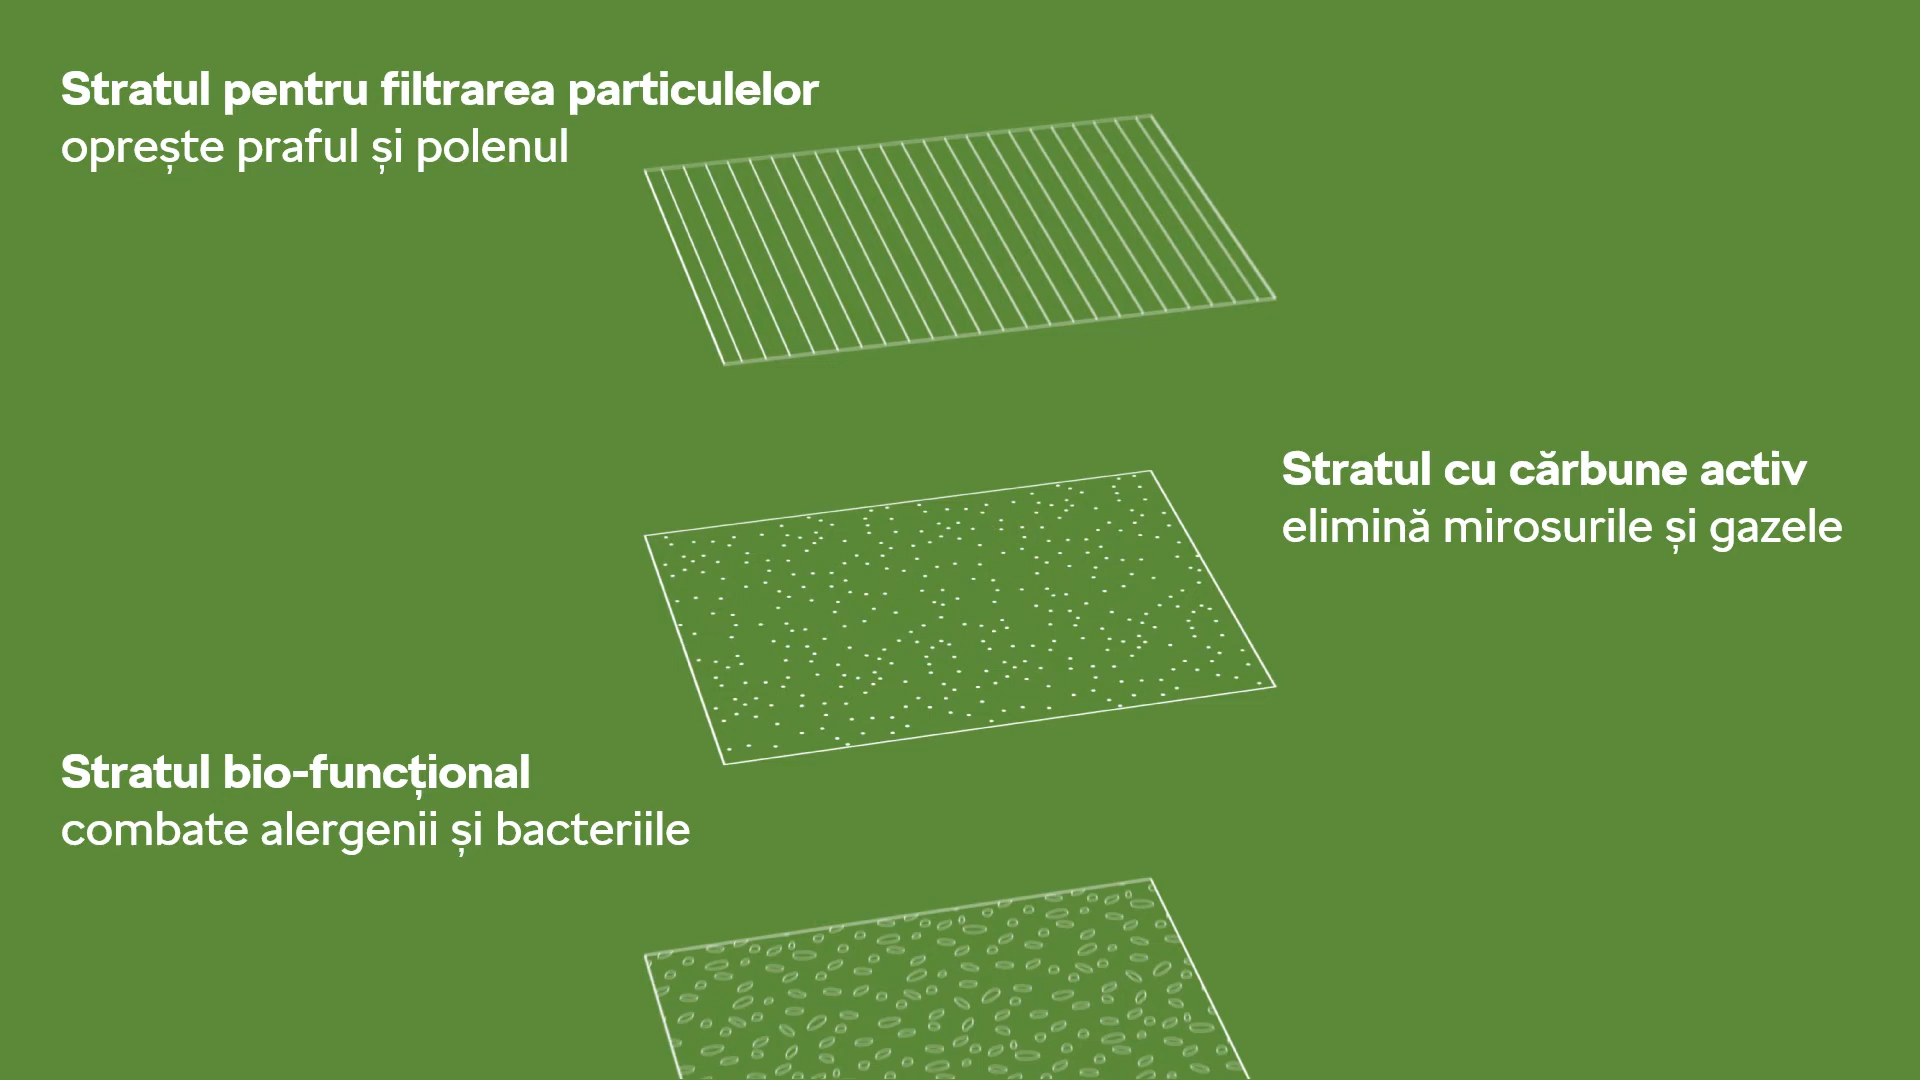 Stratul pentru filtrarea particulelor
oprește praful și polenul
Stratul cu cărbune activ
elimină mirosurile și gazele
Stratul bio-funcțional
combate alergenii și bacteriile